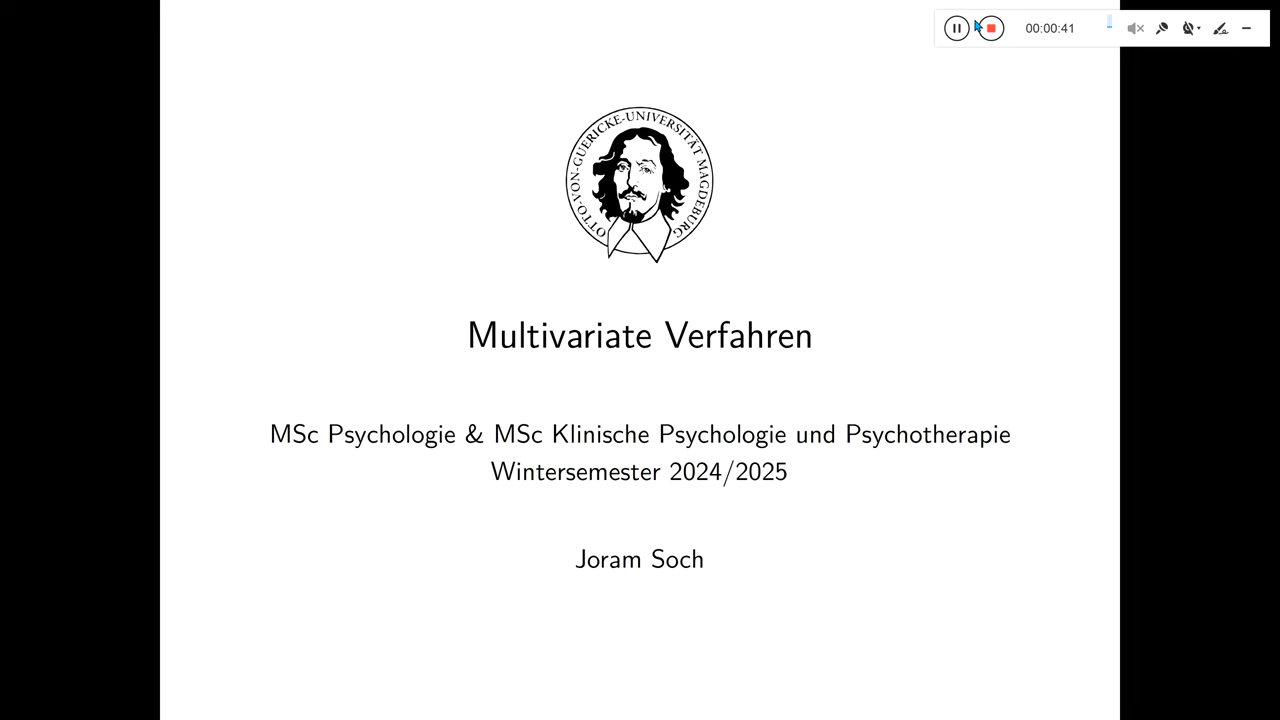 00:00:41
OTTO-VON-GUERICKE-UNIVERSITÄT MAGDEBURG
Multivariate Verfahren
MSc Psychologie & MSc Klinische Psychologie und Psychotherapie
Wintersemester 2024/2025
Joram Soch